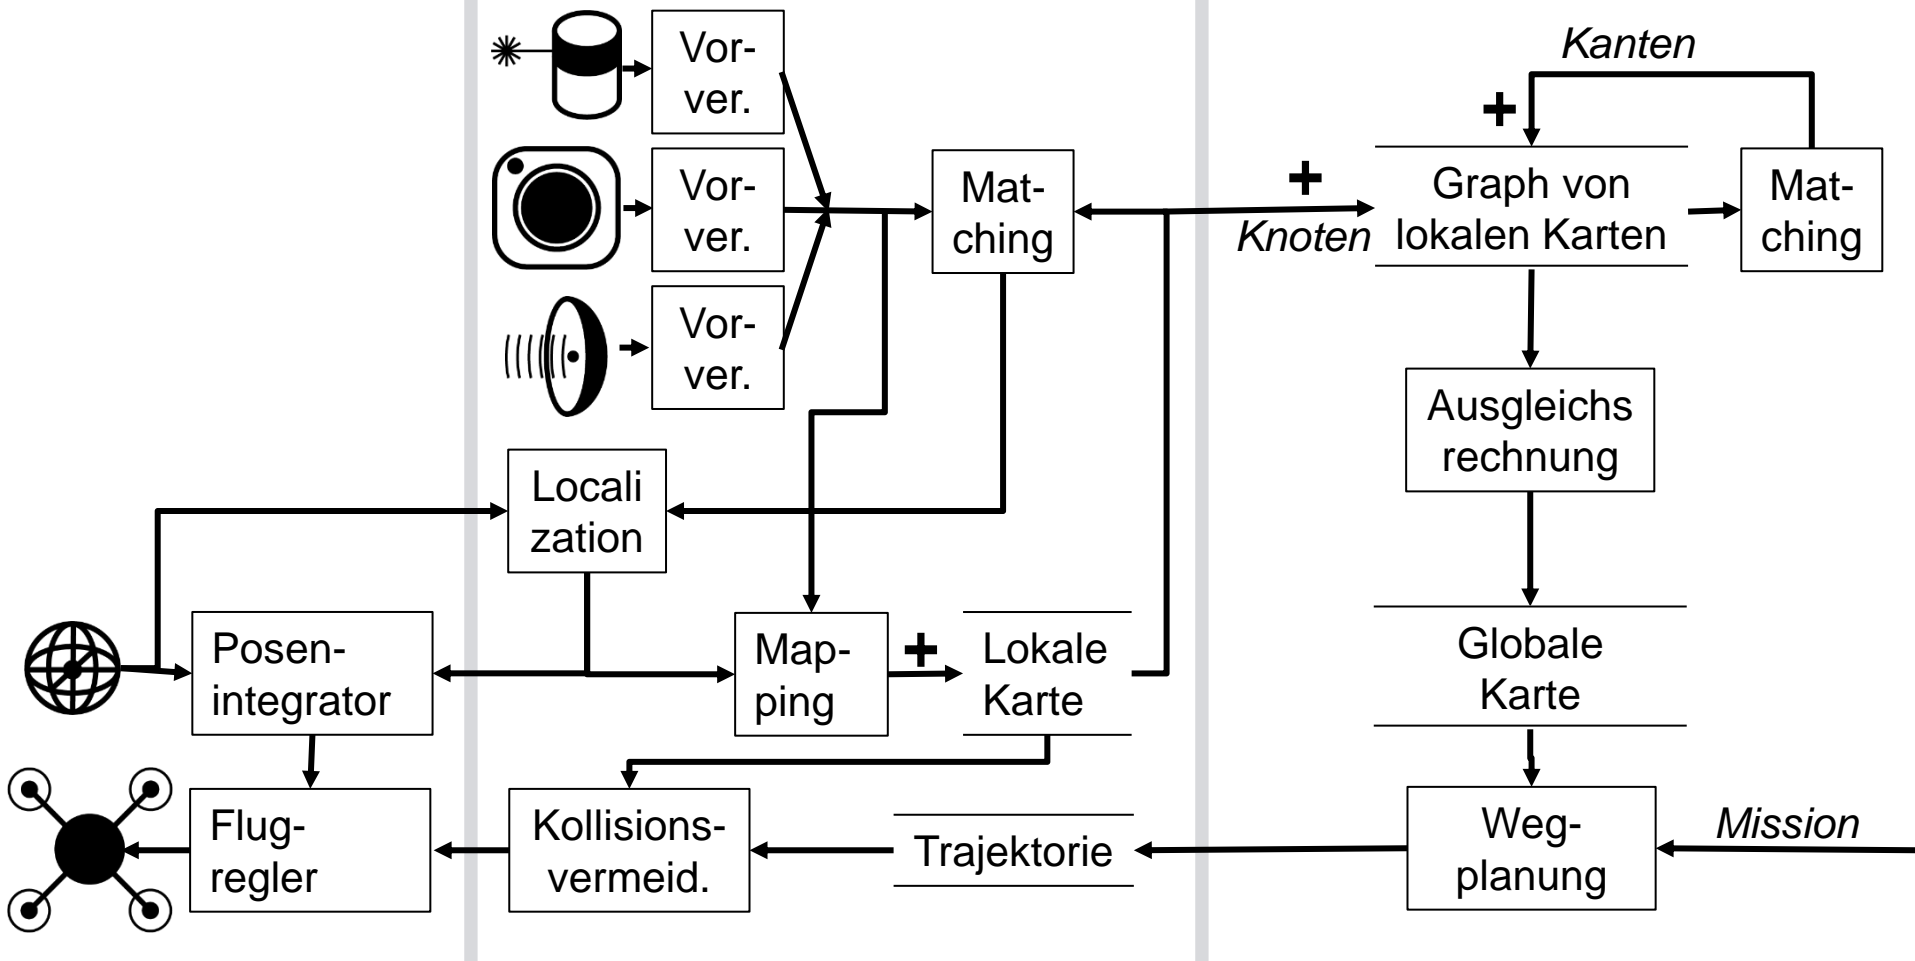 Vor-
ver.
Vor-
ver.
Vor-
ver.
Mat-
ching
Locali
zation
Posen-
integrator
Map-
ping
+
Lokale
Karte
Flug-
regler
Kollisions-
vermeid.
Trajektorie
Kanten
+
+
Knoten
Graph von
lokalen Karten
Mat-
ching
Ausgleichs
rechnung
Globale
Karte
Weg-
planung
Mission